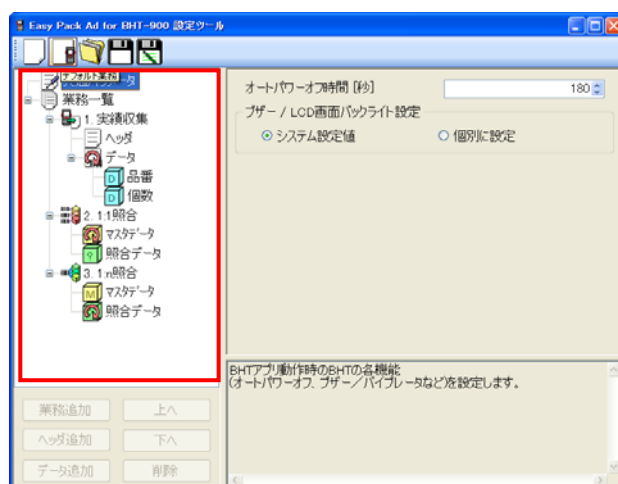 Easy Pack Ad for BHT-900 設定ツール
デフォルト業務
業務一覧
1. 実績収集
ヘッダ
データ
品番
個数
2. 1:1照合
マスタデータ
照合データ
3. 1:n照合
マスタデータ
照合データ
業務追加
上へ
ヘッダ追加
下へ
データ追加
削除
オートパワーオフ時間 [秒]
180
ブザー / LCD画面バックライト設定
システム設定値
個別に設定
BHTアプリ動作時のBHTの各機能
(オートパワーオフ、ブザー／バイブレータなど)を設定します。